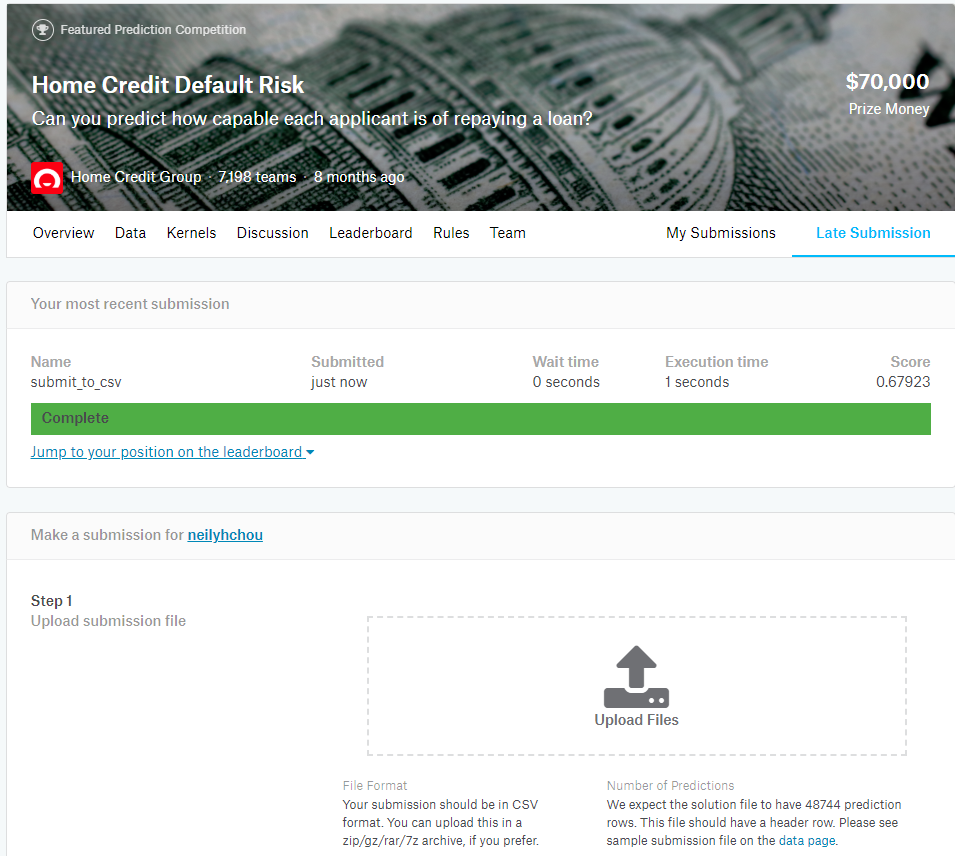 Featured Prediction Competition
Home Credit Default Risk
$70,000
Can you predict how capable each applicant is of repaying a loan?
Prize Money
Home Credit Group · 7,198 teams · 8 months ago
Overview Data Kernels Discussion Leaderboard Rules Team My Submissions Late Submission
Your most recent submission
Name Submitted Wait time Execution time Score
submit_to_csv just now 0 seconds 1 seconds 0.67923
Complete
Jump to your position on the leaderboard
Make a submission for neilyhchou
Step 1
Upload submission file
Upload Files
File Format
Your submission should be in CSV
format. You can upload this in a
zip/gz/rar/7z archive, if you prefer.
Number of Predictions
We expect the solution file to have 48744 prediction
rows. This file should have a header row. Please see
sample submission file on the data page.